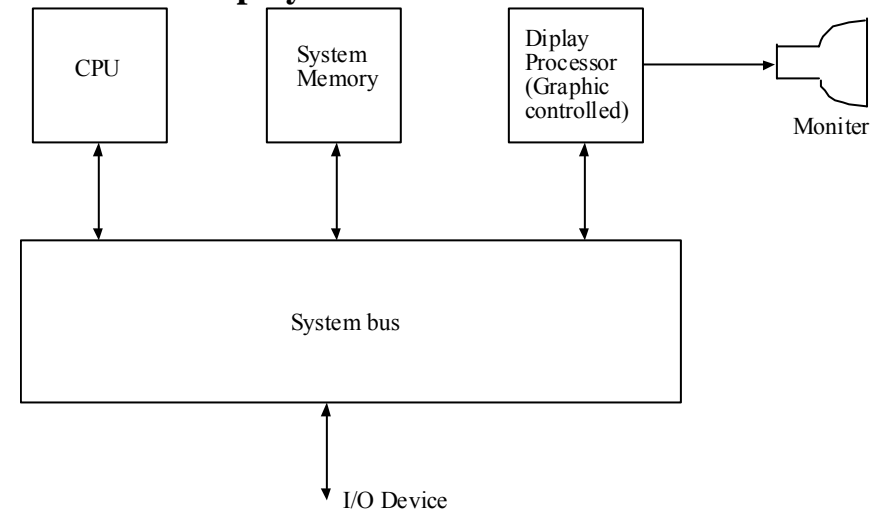 CPU
System
Memory
Diplay
Processor
(Graphic
controlled)
Moniter
System bus
I/O Device